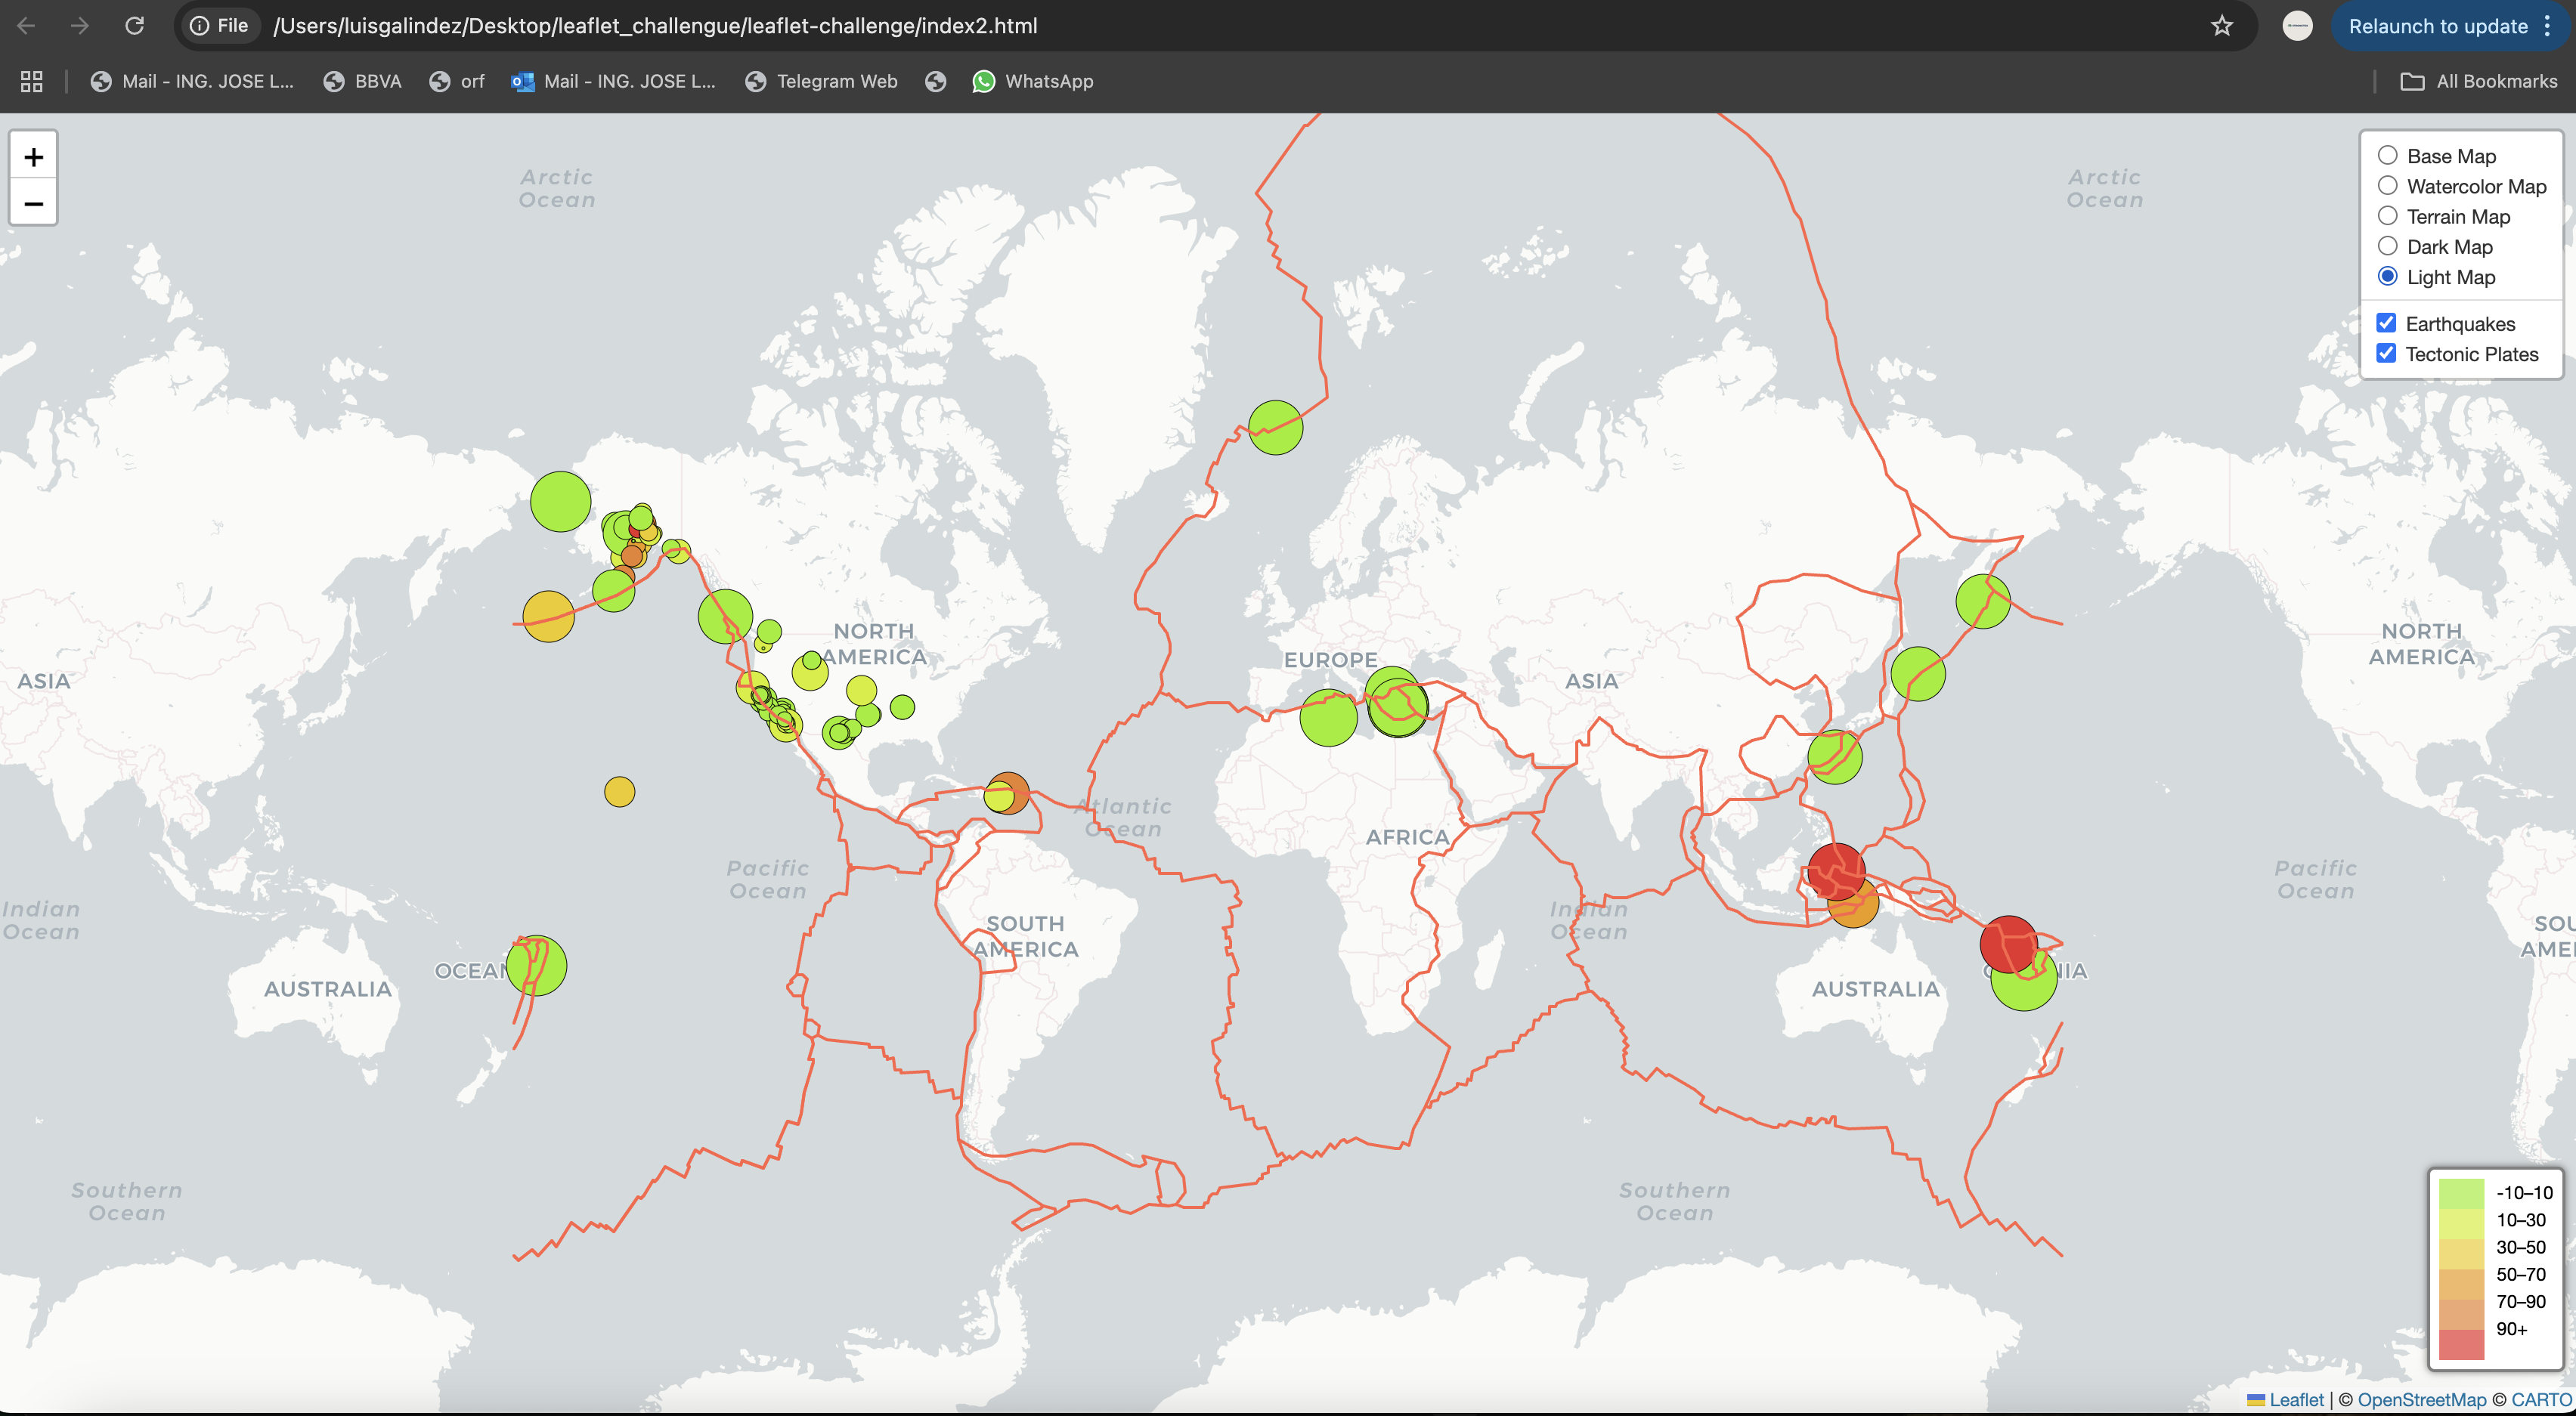 File
/Users/luisgalindez/Desktop/leaflet_challengue/leaflet-challenge/index2.html
Relaunch to update
Mail - ING. JOSE L...
BBVA
orf
Mail - ING. JOSE L...
Telegram Web
WhatsApp
All Bookmarks
+
−
Base Map
Watercolor Map
Terrain Map
Dark Map
Light Map
Earthquakes
Tectonic Plates
Arctic
Ocean
Arctic
Ocean
NORTH
AMERICA
NORTH
AMERICA
EUROPE
ASIA
ASIA
Atlantic
Ocean
AFRICA
Pacific
Ocean
Pacific
Ocean
Indian
Ocean
Indian
Ocean
SOUTH
AMERICA
SOU
AMEI
OCEAN
NIA
AUSTRALIA
AUSTRALIA
Southern
Ocean
Southern
Ocean
-10–10
10–30
30–50
50–70
70–90
90+
Leaflet | © OpenStreetMap © CARTO